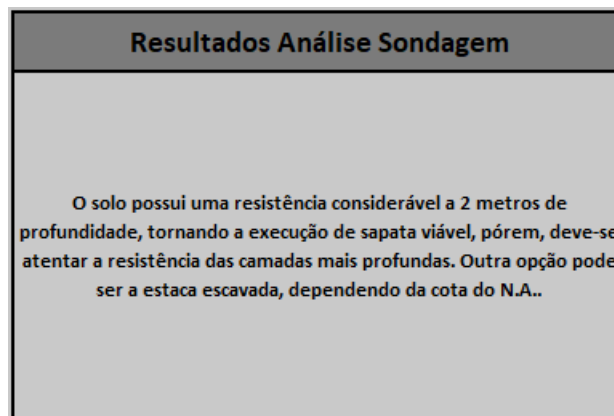 Resultados Análise Sondagem
O solo possui uma resistência considerável a 2 metros de
profundidade, tornando a execução de sapata viável, pórem, deve-se
atentar a resistência das camadas mais profundas. Outra opção pode
ser a estaca escavada, dependendo da cota do N.A..